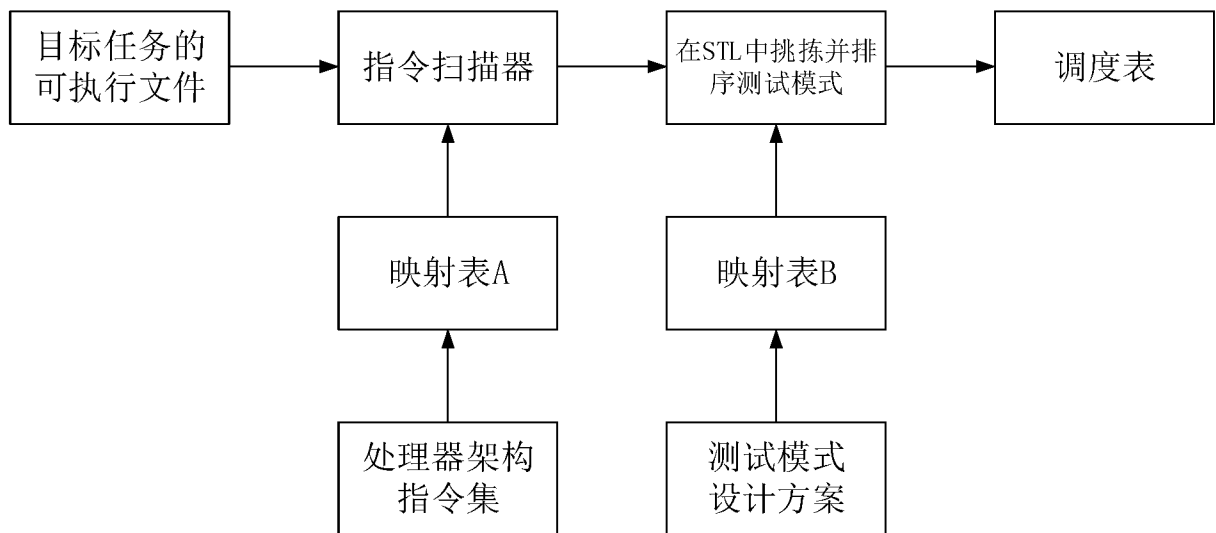 目标任务的
可执行文件
指令扫描器
在STL中挑拣并排
序测试模式
调度表
映射表A
映射表B
处理器架构
指令集
测试模式
设计方案